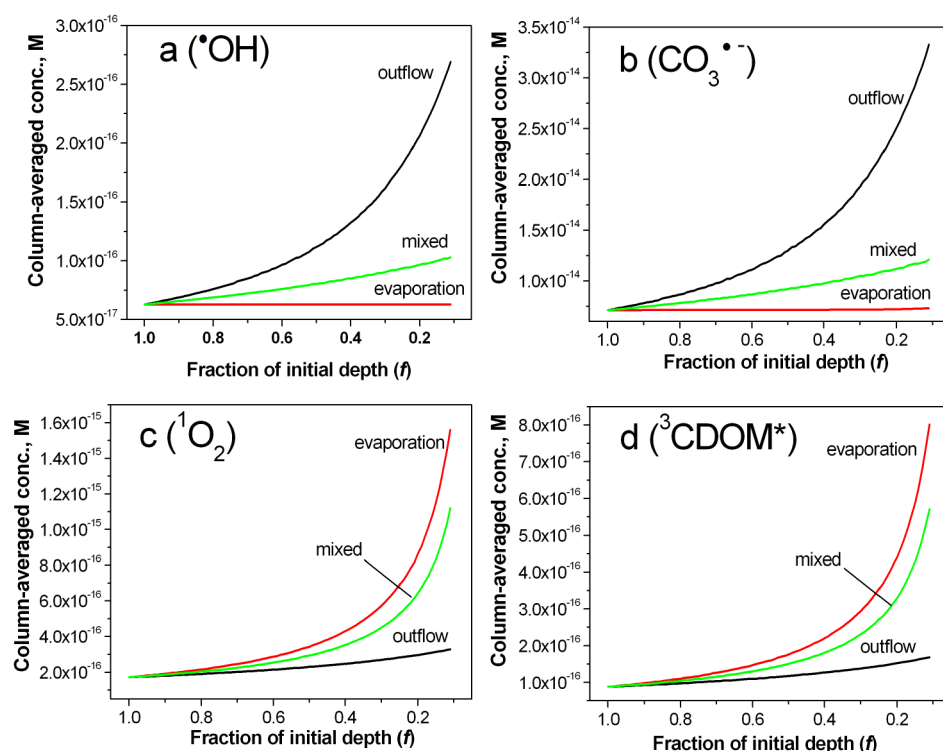 a (•OH)
Column-averaged conc., M
3.0x10⁻¹⁶
2.5x10⁻¹⁶
2.0x10⁻¹⁶
1.5x10⁻¹⁶
1.0x10⁻¹⁶
5.0x10⁻¹⁷
outflow
mixed
evaporation
1.0 0.8 0.6 0.4 0.2
Fraction of initial depth (f)
b (CO₃•⁻)
Column-averaged conc., M
3.5x10⁻¹⁴
3.0x10⁻¹⁴
2.5x10⁻¹⁴
2.0x10⁻¹⁴
1.5x10⁻¹⁴
1.0x10⁻¹⁴
outflow
mixed
evaporation
1.0 0.8 0.6 0.4 0.2
Fraction of initial depth (f)
c (¹O₂)
Column-averaged conc., M
1.6x10⁻¹⁵
1.4x10⁻¹⁵
1.2x10⁻¹⁵
1.0x10⁻¹⁵
8.0x10⁻¹⁶
6.0x10⁻¹⁶
4.0x10⁻¹⁶
2.0x10⁻¹⁶
evaporation
mixed
outflow
1.0 0.8 0.6 0.4 0.2
Fraction of initial depth (f)
d (³CDOM*)
Column-averaged conc., M
8.0x10⁻¹⁶
7.0x10⁻¹⁶
6.0x10⁻¹⁶
5.0x10⁻¹⁶
4.0x10⁻¹⁶
3.0x10⁻¹⁶
2.0x10⁻¹⁶
1.0x10⁻¹⁶
evaporation
mixed
outflow
1.0 0.8 0.6 0.4 0.2
Fraction of initial depth (f)